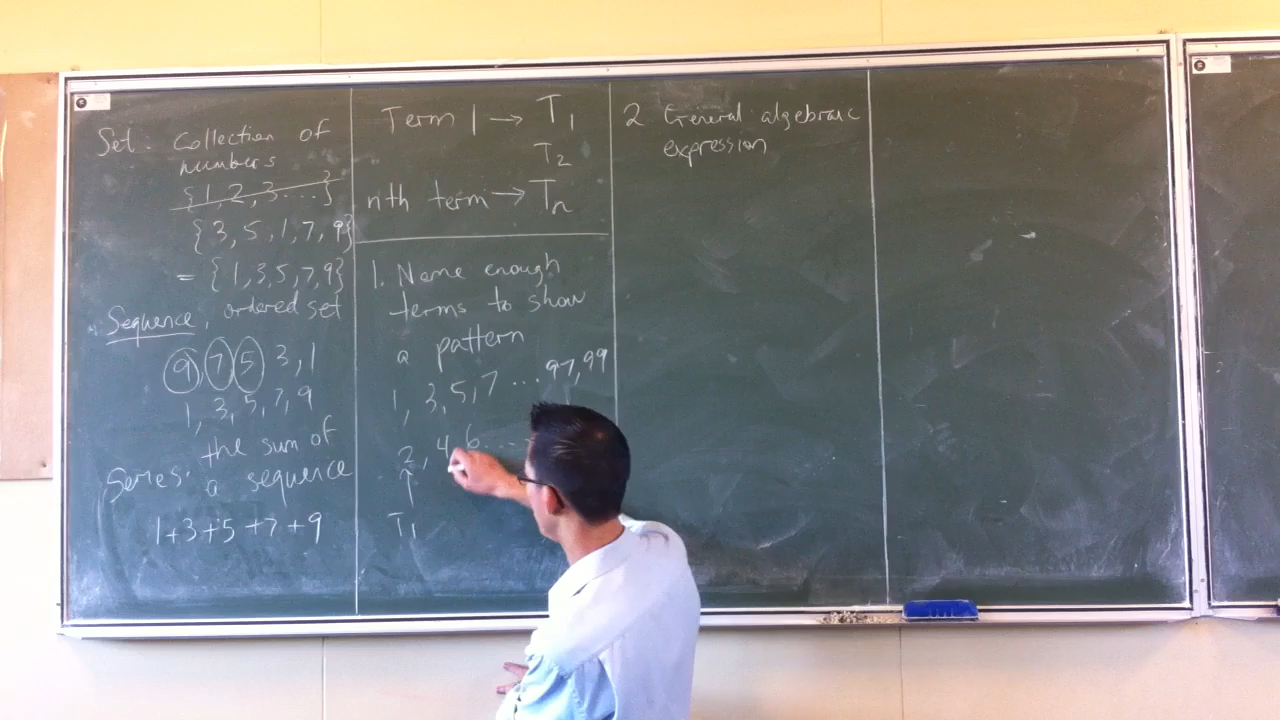 Set: Collection of
numbers
{1, 2, 3....}
{3, 5, 1, 7, 9}
= {1, 3, 5, 7, 9}
Sequence, ordered set
9, 7, 5, 3, 1
1, 3, 5, 7, 9
Series. the sum of
a sequence
1+3+5+7+9
Term 1 → T1
T2
nth term → Tn
1. Name enough
terms to show
a pattern
1, 3, 5, 7 ... 97, 99
2, 4, 6...
↑
T1
2 General algebraic
expression